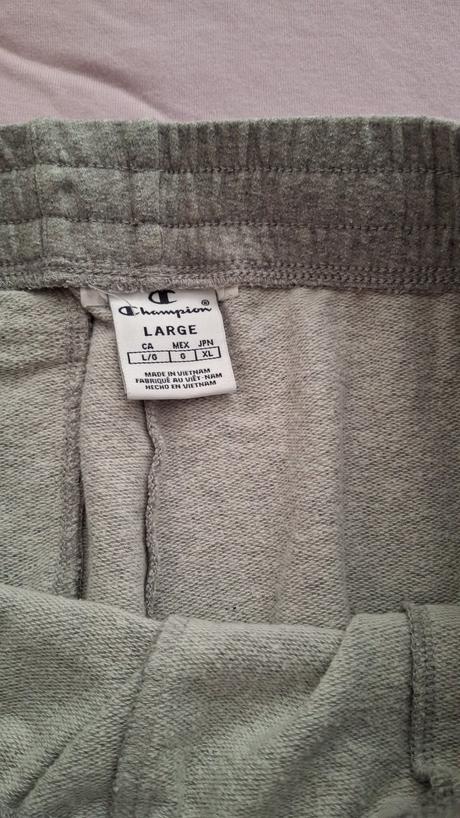 Champion®
LARGE
CA MEX JPN
L/G G XL
MADE IN VIETNAM
FABRIQUÉ AU VIÊT-NAM
HECHO EN VIETNAM